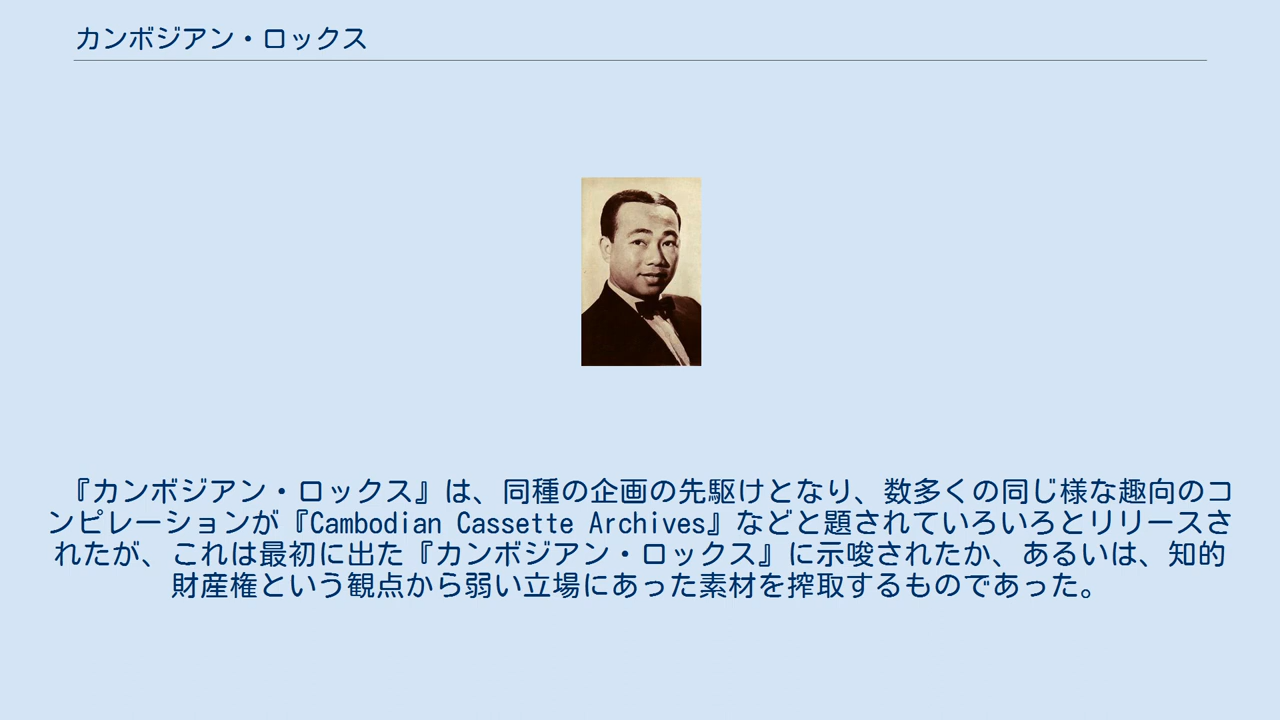 カンボジアン・ロックス
『カンボジアン・ロックス』は、同種の企画の先駆けとなり、数多くの同じ様な趣向のコ
ンピレーションが『Cambodian Cassette Archives』などと題されていろいろとリリースさ
れたが、これは最初に出た『カンボジアン・ロックス』に示唆されたか、あるいは、知的
財産権という観点から弱い立場にあった素材を搾取するものであった。